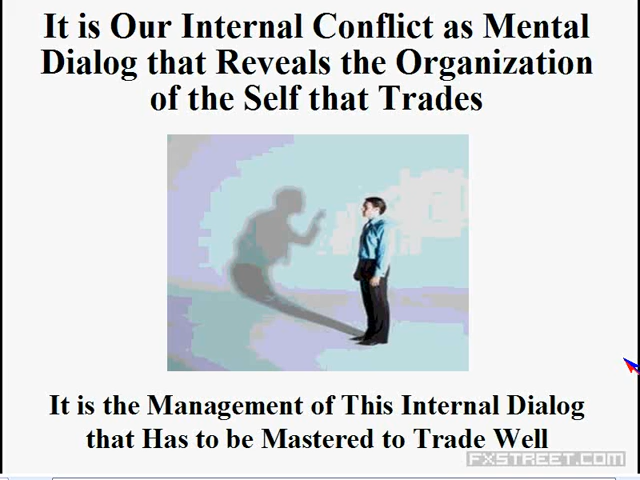 It is Our Internal Conflict as Mental
Dialog that Reveals the Organization
of the Self that Trades
It is the Management of This Internal Dialog
that Has to be Mastered to Trade Well
FXSTREET.COM